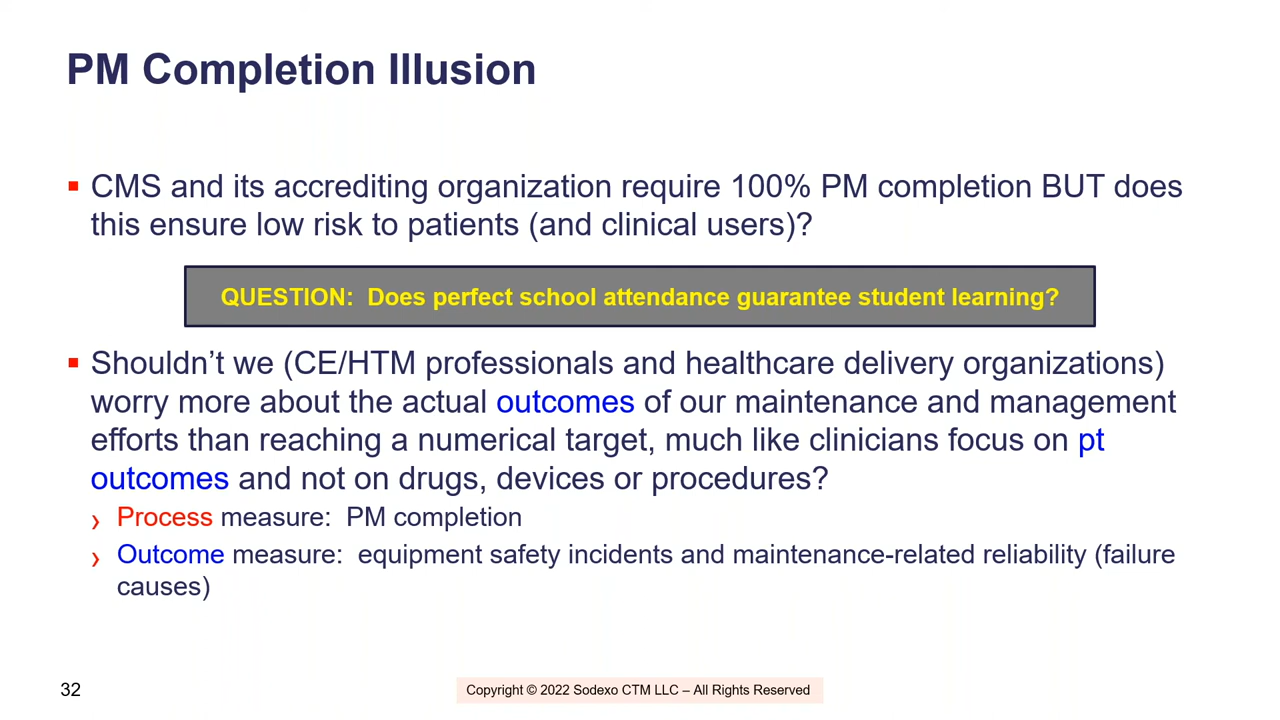 PM Completion Illusion
▪ CMS and its accrediting organization require 100% PM completion BUT does
this ensure low risk to patients (and clinical users)?
QUESTION:  Does perfect school attendance guarantee student learning?
▪ Shouldn’t we (CE/HTM professionals and healthcare delivery organizations)
worry more about the actual outcomes of our maintenance and management
efforts than reaching a numerical target, much like clinicians focus on pt
outcomes and not on drugs, devices or procedures?
› Process measure:  PM completion
› Outcome measure:  equipment safety incidents and maintenance-related reliability (failure
causes)
32
Copyright © 2022 Sodexo CTM LLC – All Rights Reserved